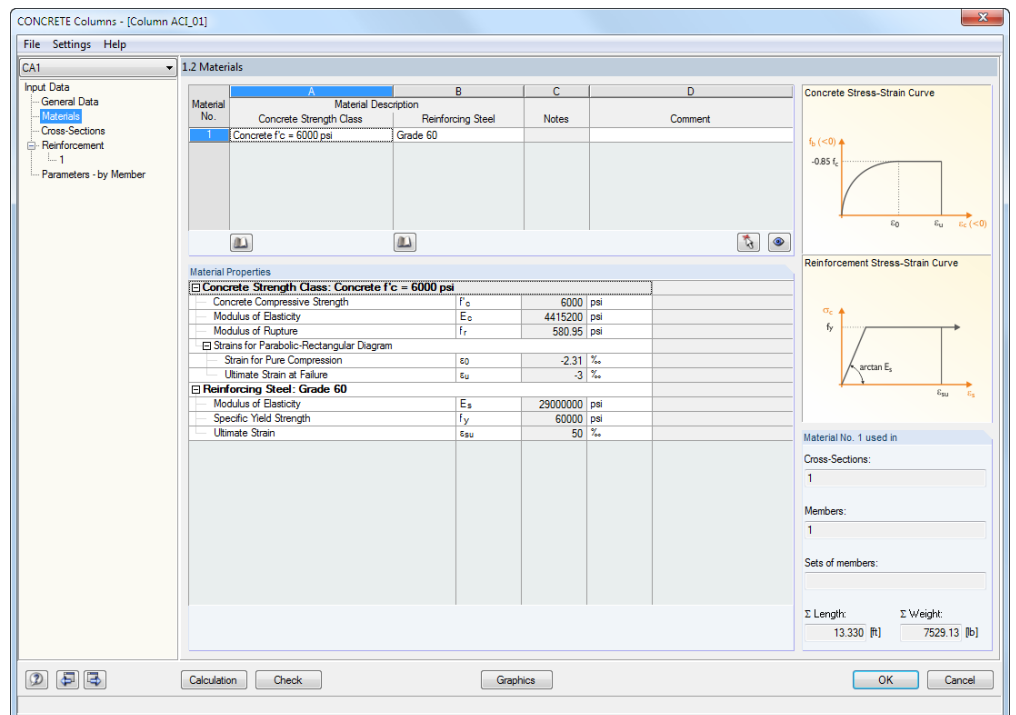 CONCRETE Columns - [Column ACI_01]
File Settings Help
CA1
1.2 Materials
Input Data
General Data
Materials
Cross-Sections
Reinforcement
1
Parameters - by Member
A B C D
Material No.
Material Description
Concrete Strength Class Reinforcing Steel Notes Comment
1 Concrete f'c = 6000 psi Grade 60
Material Properties
Concrete Strength Class: Concrete f'c = 6000 psi
Concrete Compressive Strength f'c 6000 psi
Modulus of Elasticity Ec 4415200 psi
Modulus of Rupture fr 580.95 psi
Strains for Parabolic-Rectangular Diagram
Strain for Pure Compression ε0 -2.31 ‰
Ultimate Strain at Failure εu -3 ‰
Reinforcing Steel: Grade 60
Modulus of Elasticity Es 29000000 psi
Specific Yield Strength fy 60000 psi
Ultimate Strain εsu 50 ‰
Concrete Stress-Strain Curve
fb (<0)
-0.85 fc
ε0 εu εc (<0)
Reinforcement Stress-Strain Curve
σc
fy
arctan Es
εsu εs
Material No. 1 used in
Cross-Sections:
1
Members:
1
Sets of members:
Σ Length: Σ Weight:
13.330 [ft] 7529.13 [lb]
Calculation Check Graphics OK Cancel